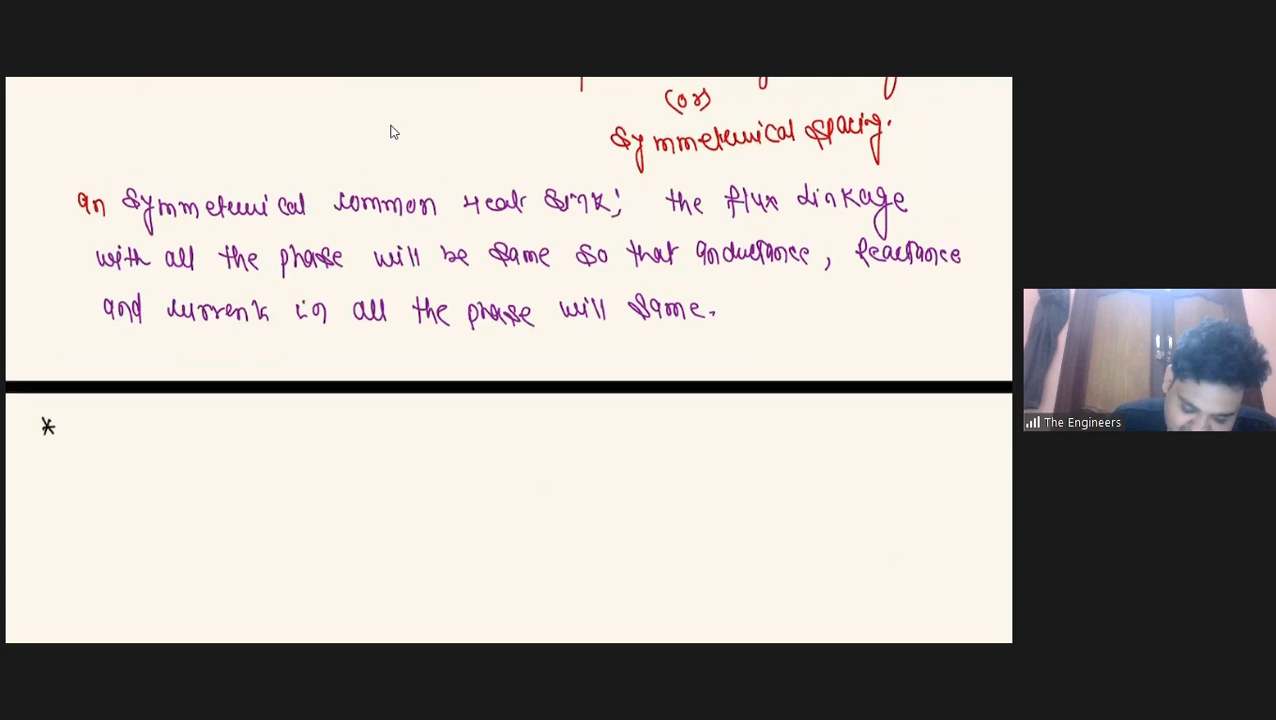 (or)
Symmetrical spacing.
In Symmetrical common Heat Sink; the flux linkage
with all the phase will be same so that inductance, reactance
and current in all the phase will same.
*
The Engineers